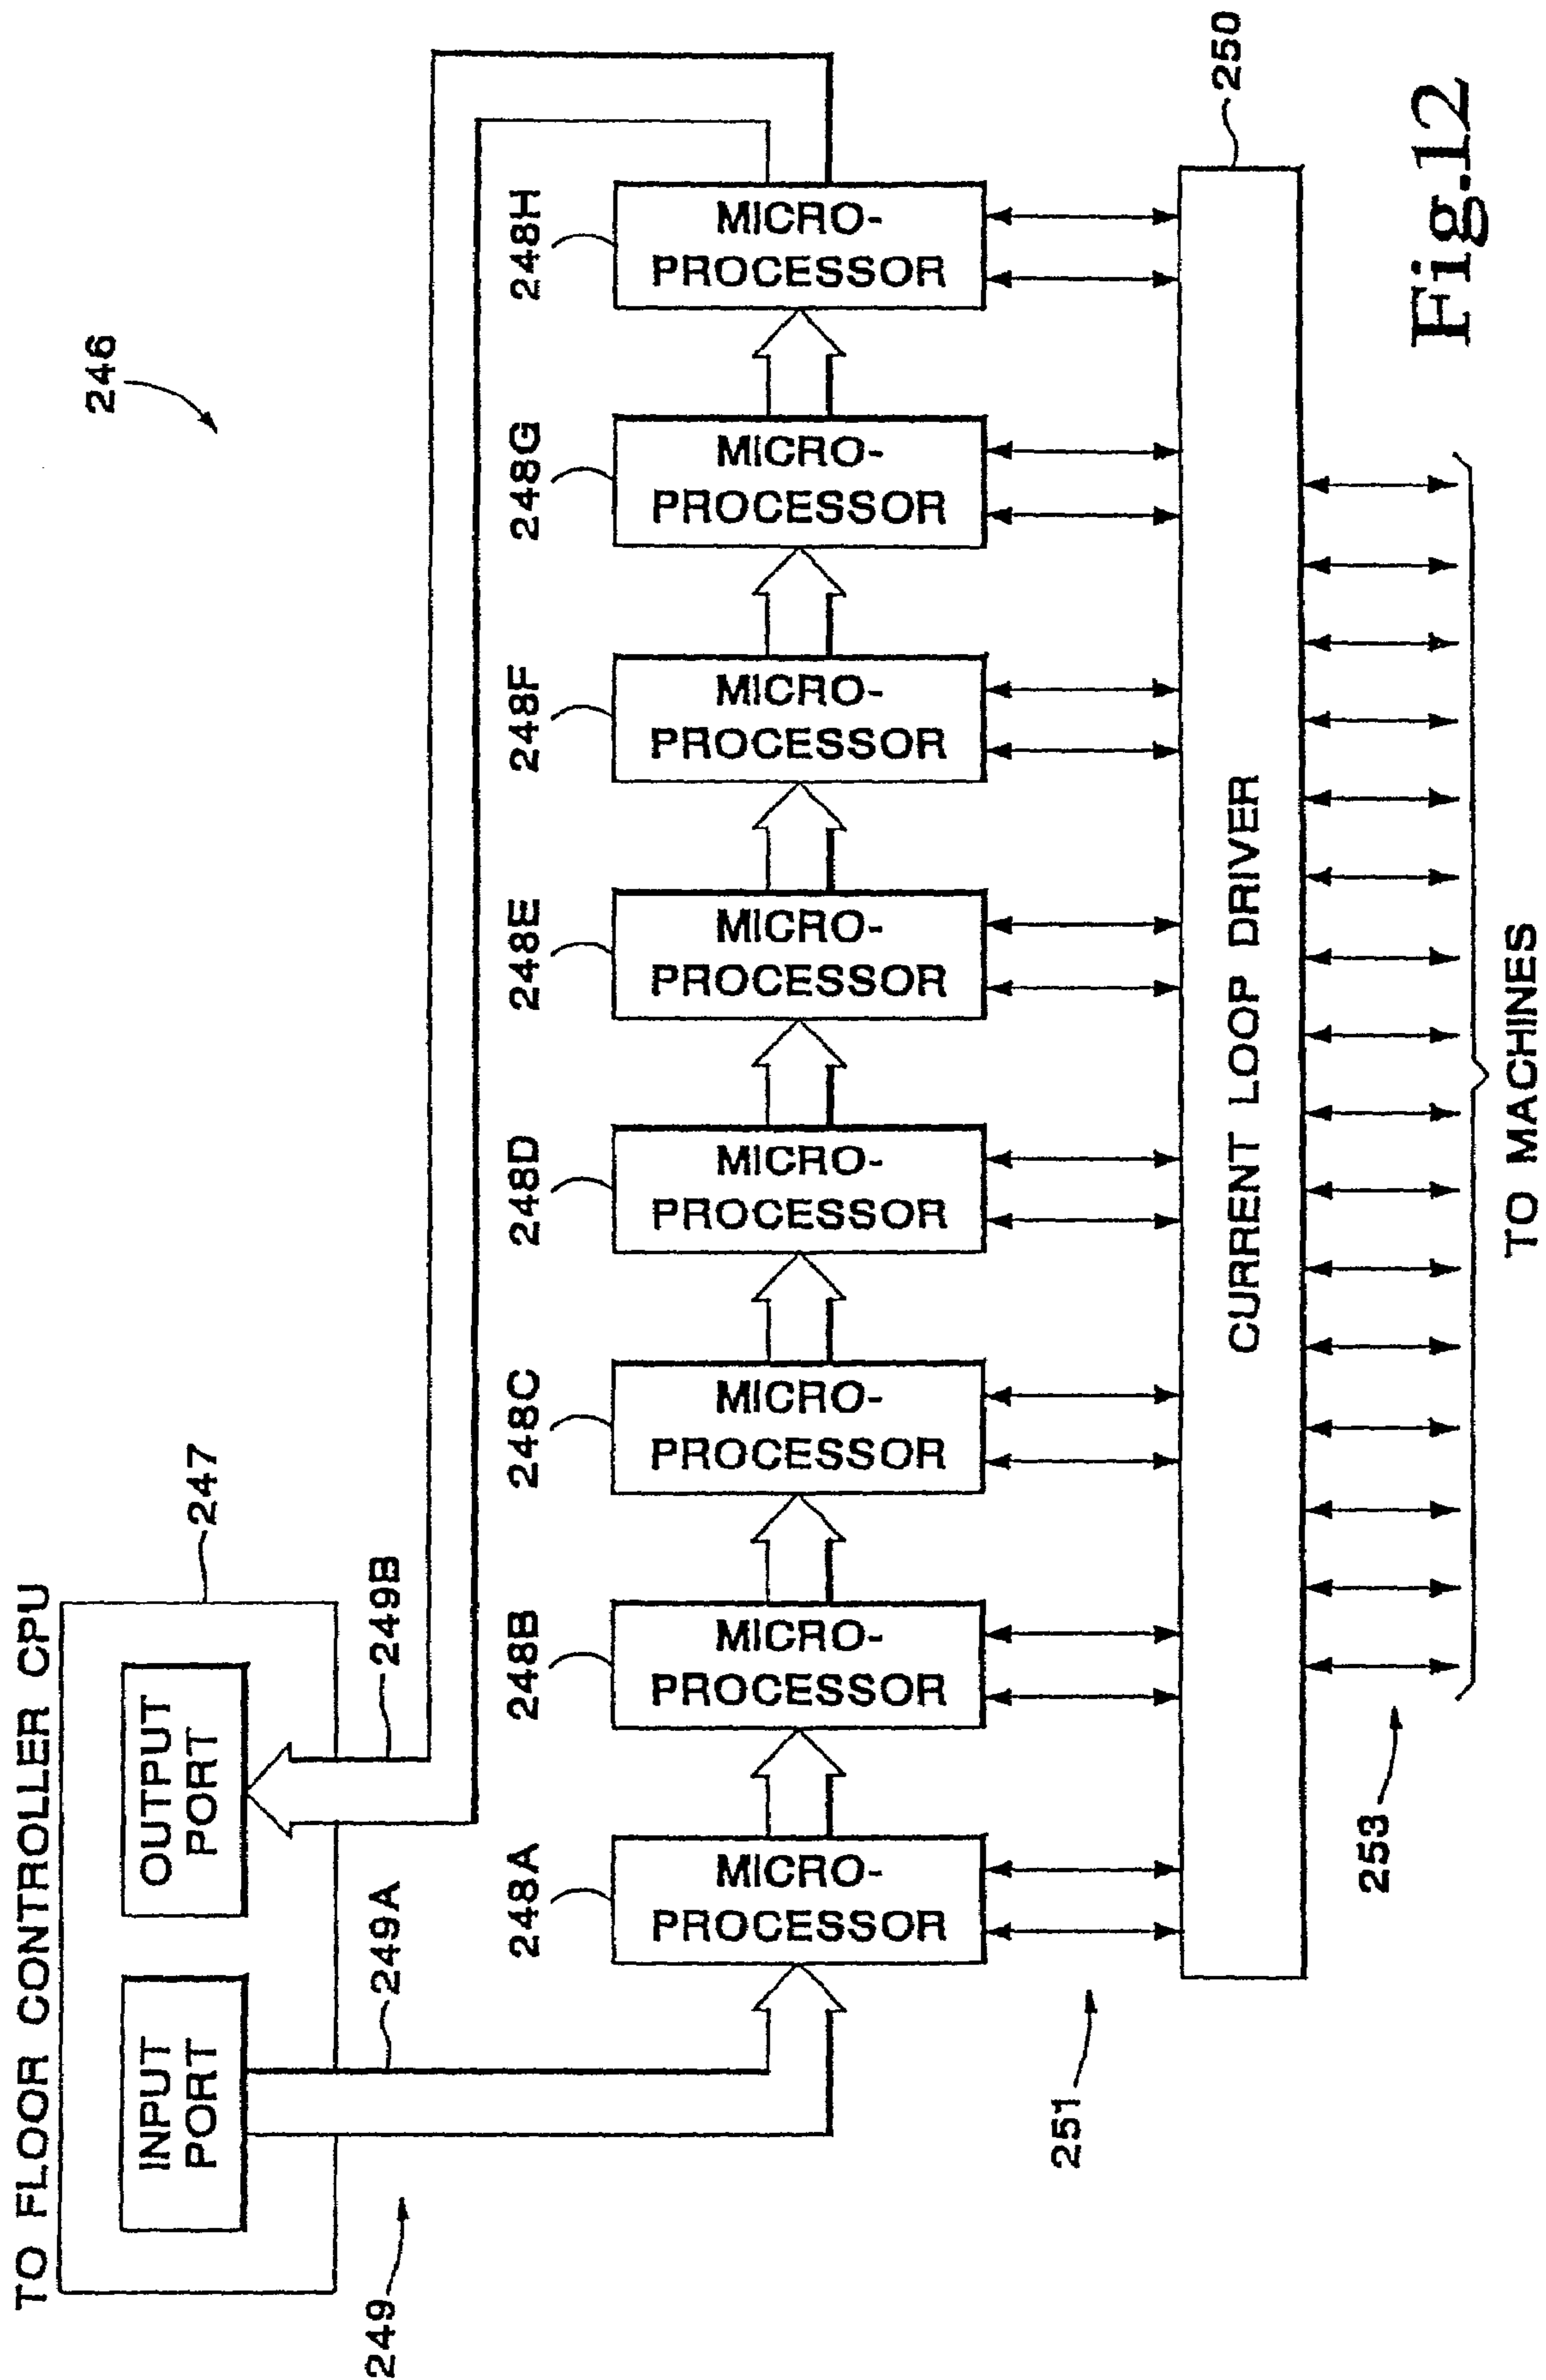 TO FLOOR CONTROLLER CPU
246
247
INPUT
PORT
OUTPUT
PORT
249
249A
249B
248A
248B
248C
248D
248E
248F
248G
248H
MICRO-
PROCESSOR
MICRO-
PROCESSOR
MICRO-
PROCESSOR
MICRO-
PROCESSOR
MICRO-
PROCESSOR
MICRO-
PROCESSOR
MICRO-
PROCESSOR
MICRO-
PROCESSOR
251
250
CURRENT LOOP DRIVER
253
TO MACHINES
Fig.12